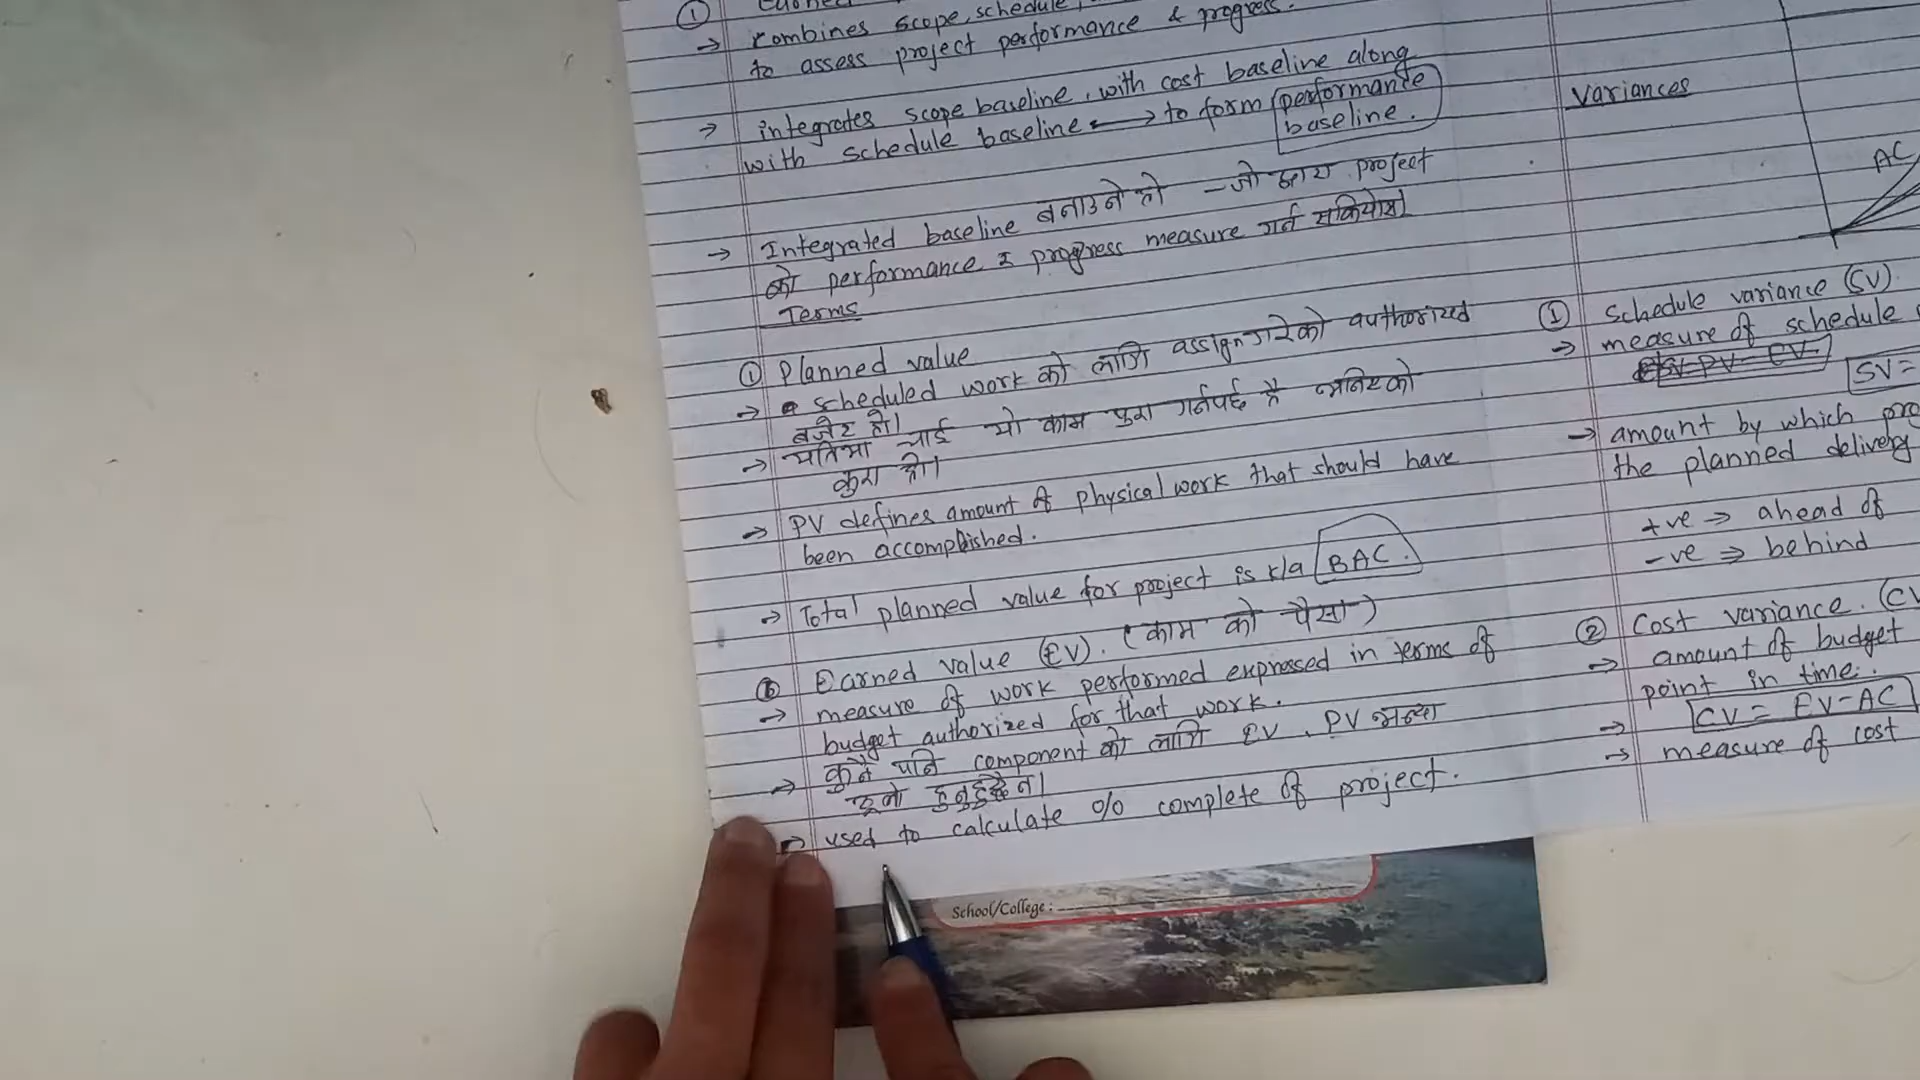 ①
→ combines scope, schedule,
to assess project performance & progress.
→ integrates scope baseline, with cost baseline along
with schedule baseline → to form performance
baseline.
→ Integrated baseline बनाउने हो – जो द्वारा project
को performance र progress measure गर्न सकियोस।
Terms
① Planned value
→ scheduled work को लागि assign गरेको authorized
बजेट हो।
→ यतिमा लाई यो काम पुरा गर्नुपर्छ है भनिएको
कुरा हो।
→ PV defines amount of physical work that should have
been accomplished.
→ Total planned value for project is k/a BAC.
⑥ Earned value (EV). (काम को पैसा)
→ measure of work performed expressed in terms of
budget authorized for that work.
→ कुनै पनि component को लागि EV, PV भन्दा
हुनुहुदैन।
→ used to calculate % complete of project.
Variances
AC
① Schedule variance (SV).
→ measure of schedule
SV =
→ amount by which
the planned delivery
+ve ⇒ ahead of
-ve ⇒ behind
② Cost variance. (CV
→ amount of budget
point in time.
→ CV = EV-AC
→ measure of cost
School/College :